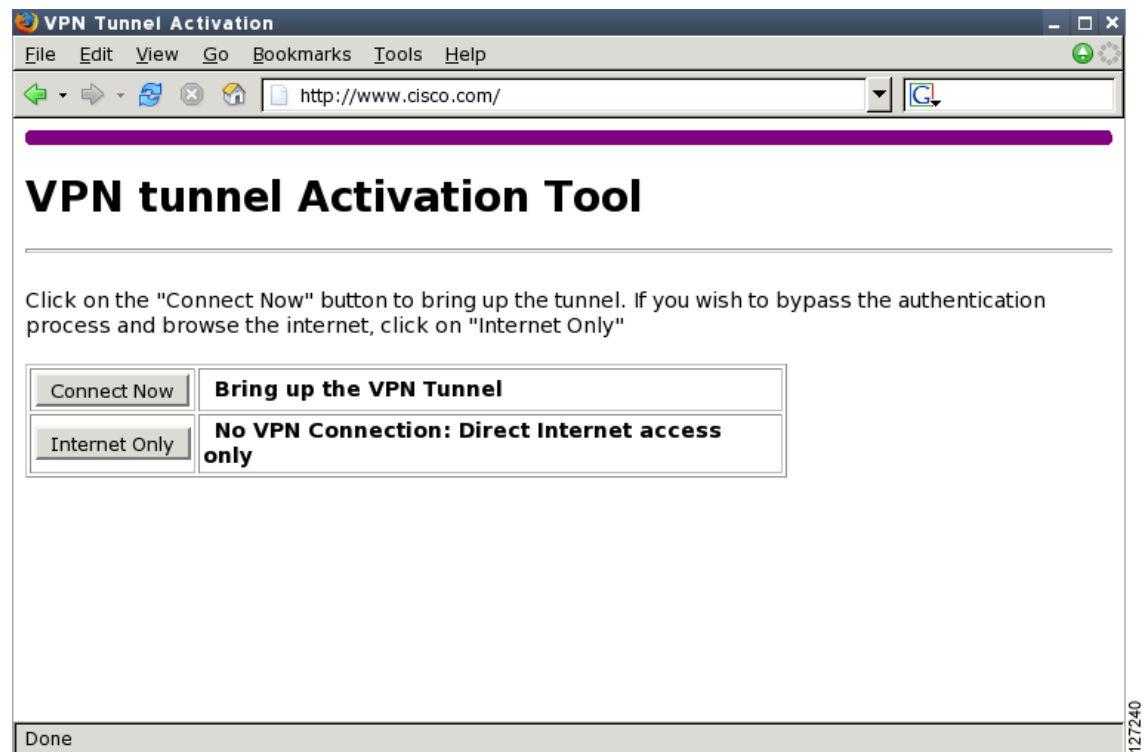 VPN Tunnel Activation
File Edit View Go Bookmarks Tools Help
http://www.cisco.com/
G
VPN tunnel Activation Tool
Click on the "Connect Now" button to bring up the tunnel. If you wish to bypass the authentication
process and browse the internet, click on "Internet Only"
Connect Now Bring up the VPN Tunnel
Internet Only No VPN Connection: Direct Internet access
only
Done
127240